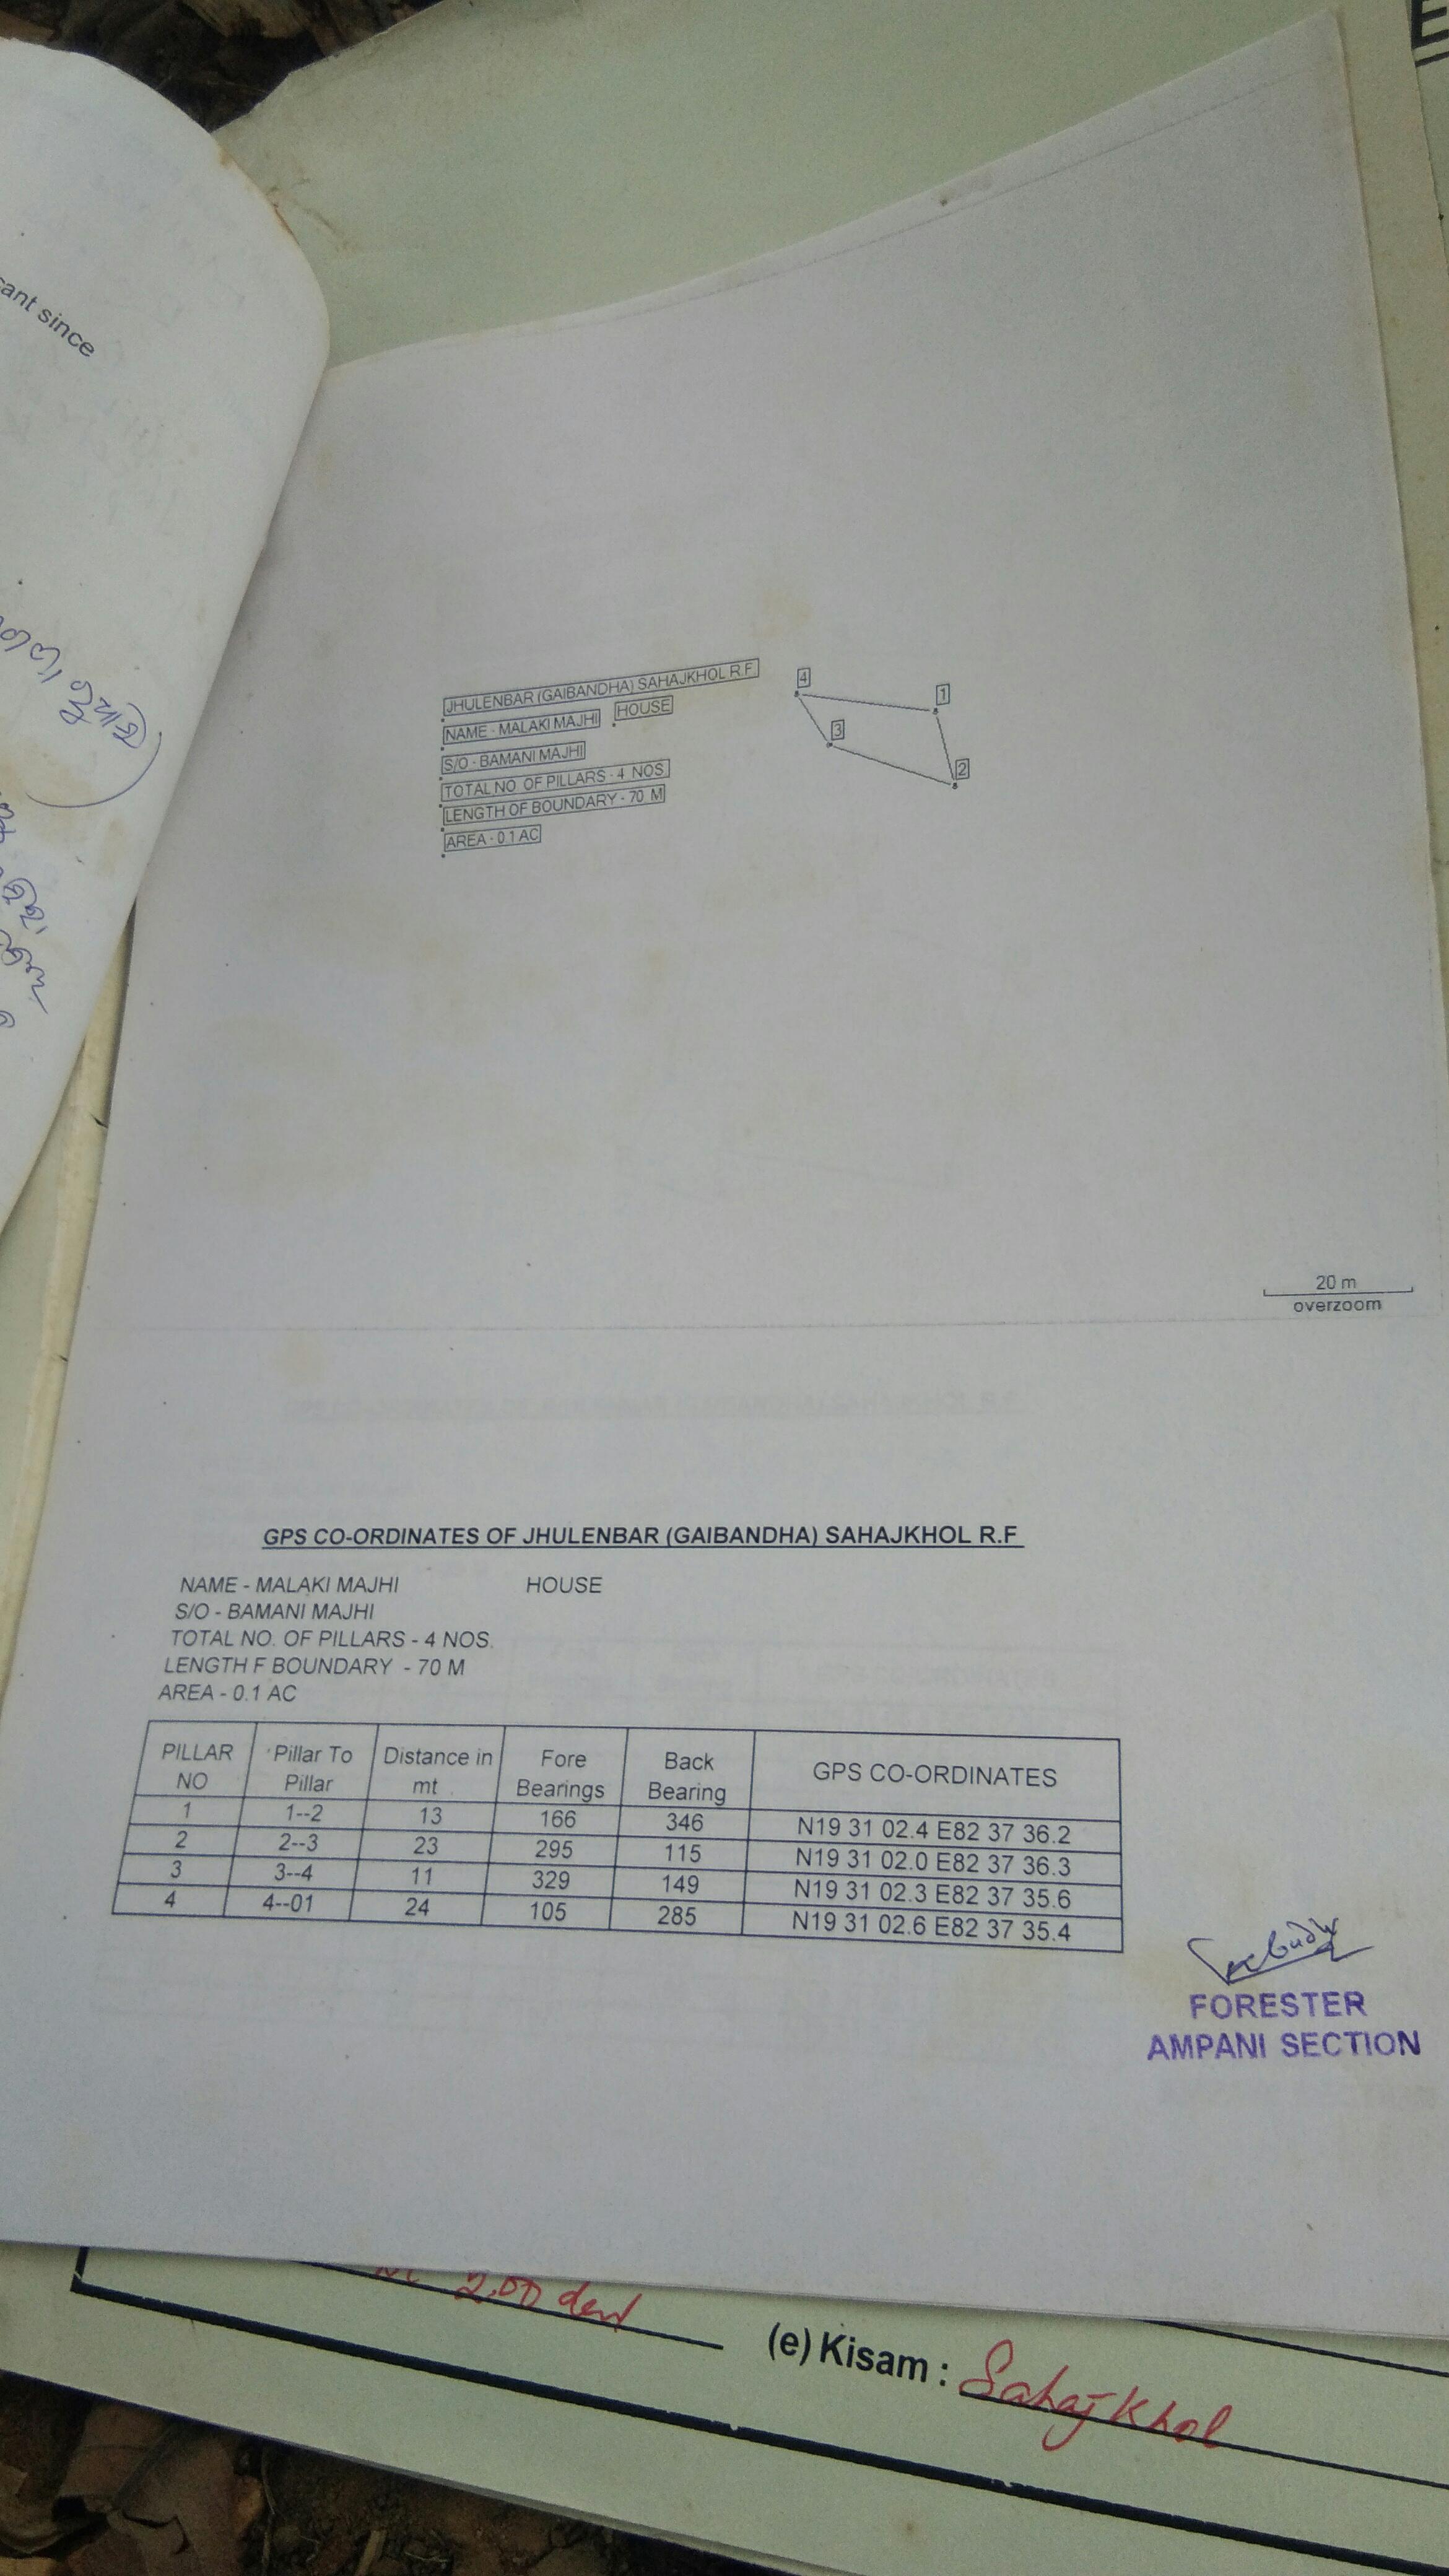 cant since
JHULENBAR (GAIBANDHA) SAHAJKHOL R.F
NAME - MALAKI MAJHI HOUSE
S/O - BAMANI MAJHI
TOTAL NO OF PILLARS - 4 NOS
LENGTH OF BOUNDARY - 70 M
AREA - 0.1 AC
4
1
3
2
20 m
overzoom
GPS CO-ORDINATES OF JHULENBAR (GAIBANDHA) SAHAJKHOL R.F
NAME - MALAKI MAJHI HOUSE
S/O - BAMANI MAJHI
TOTAL NO. OF PILLARS - 4 NOS.
LENGTH F BOUNDARY - 70 M
AREA - 0.1 AC
PILLAR NO Pillar To Pillar Distance in mt Fore Bearings Back Bearing GPS CO-ORDINATES
1 1--2 13 166 346 N19 31 02.4 E82 37 36.2
2 2--3 23 295 115 N19 31 02.0 E82 37 36.3
3 3--4 11 329 149 N19 31 02.3 E82 37 35.6
4 4--01 24 105 285 N19 31 02.6 E82 37 35.4
FORESTER
AMPANI SECTION
2.00
(e) Kisam : Sahajkhol